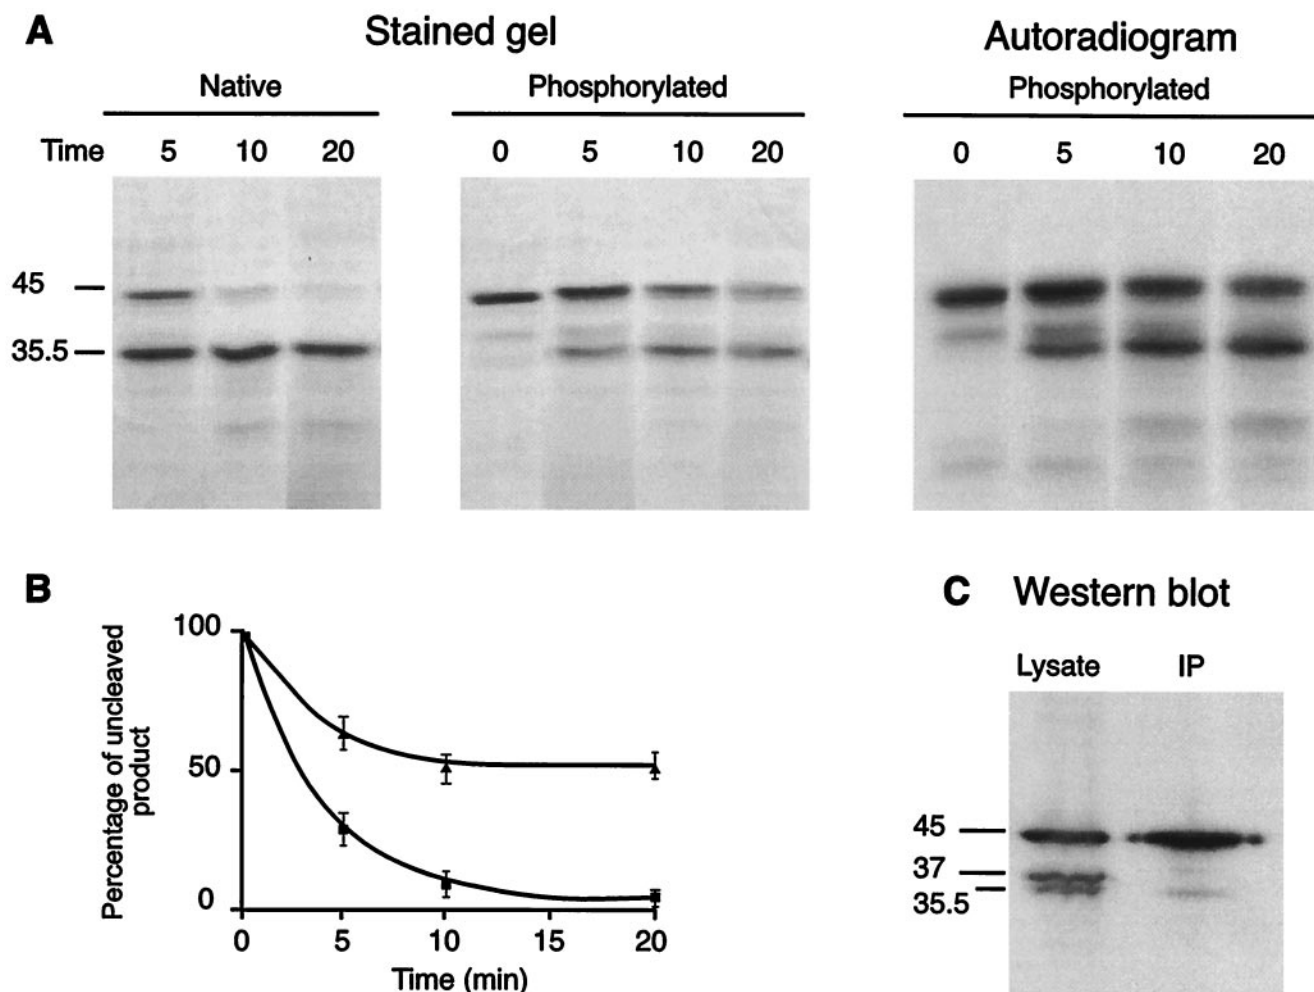 A Stained gel Autoradiogram
Native Phosphorylated Phosphorylated
Time 5 10 20 0 5 10 20 0 5 10 20
45
35.5
B
Percentage of uncleaved
product
100
50
0
0 5 10 15 20
Time (min)
C Western blot
Lysate IP
45
37
35.5